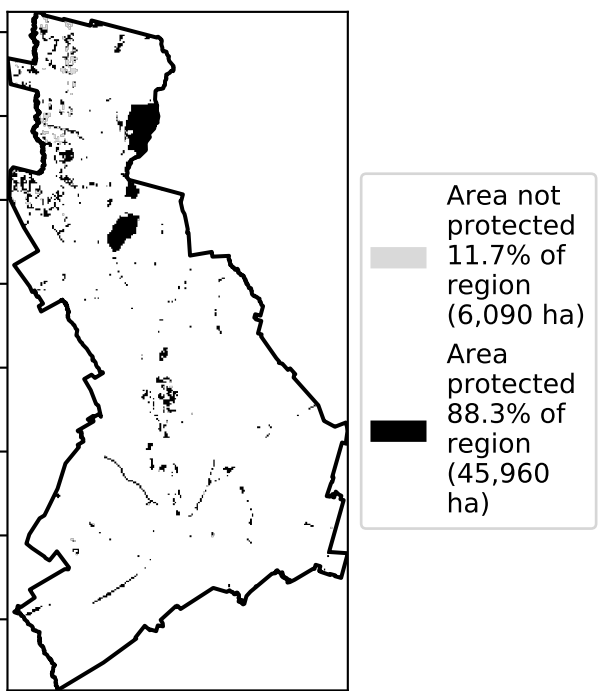 Area not
protected
11.7% of
region
(6,090 ha)
Area
protected
88.3% of
region
(45,960
ha)